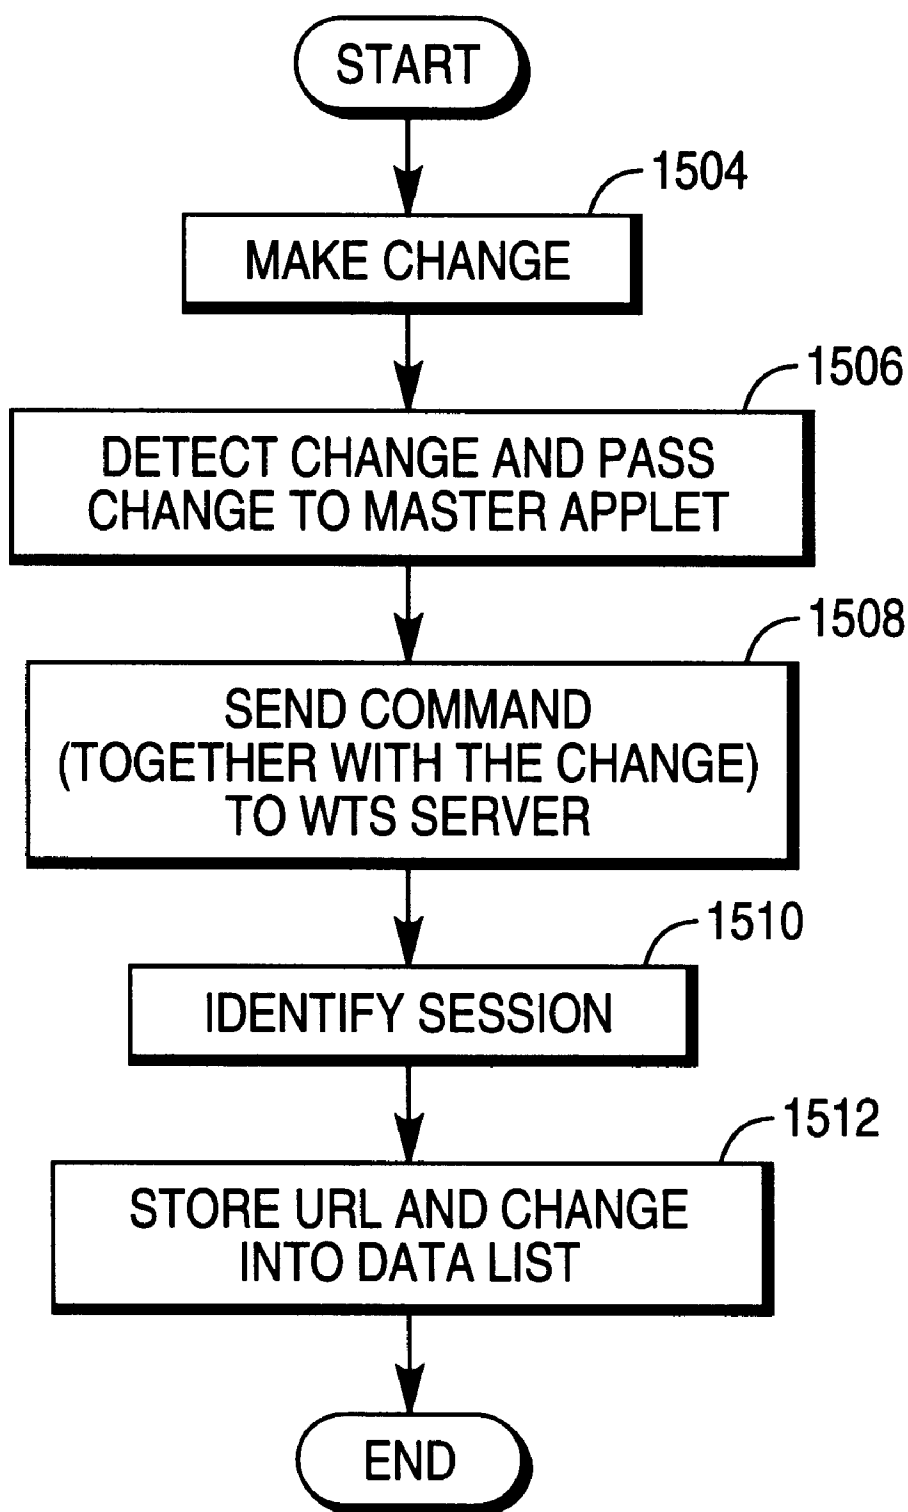 START
1504
MAKE CHANGE
1506
DETECT CHANGE AND PASS
CHANGE TO MASTER APPLET
1508
SEND COMMAND
(TOGETHER WITH THE CHANGE)
TO WTS SERVER
1510
IDENTIFY SESSION
1512
STORE URL AND CHANGE
INTO DATA LIST
END